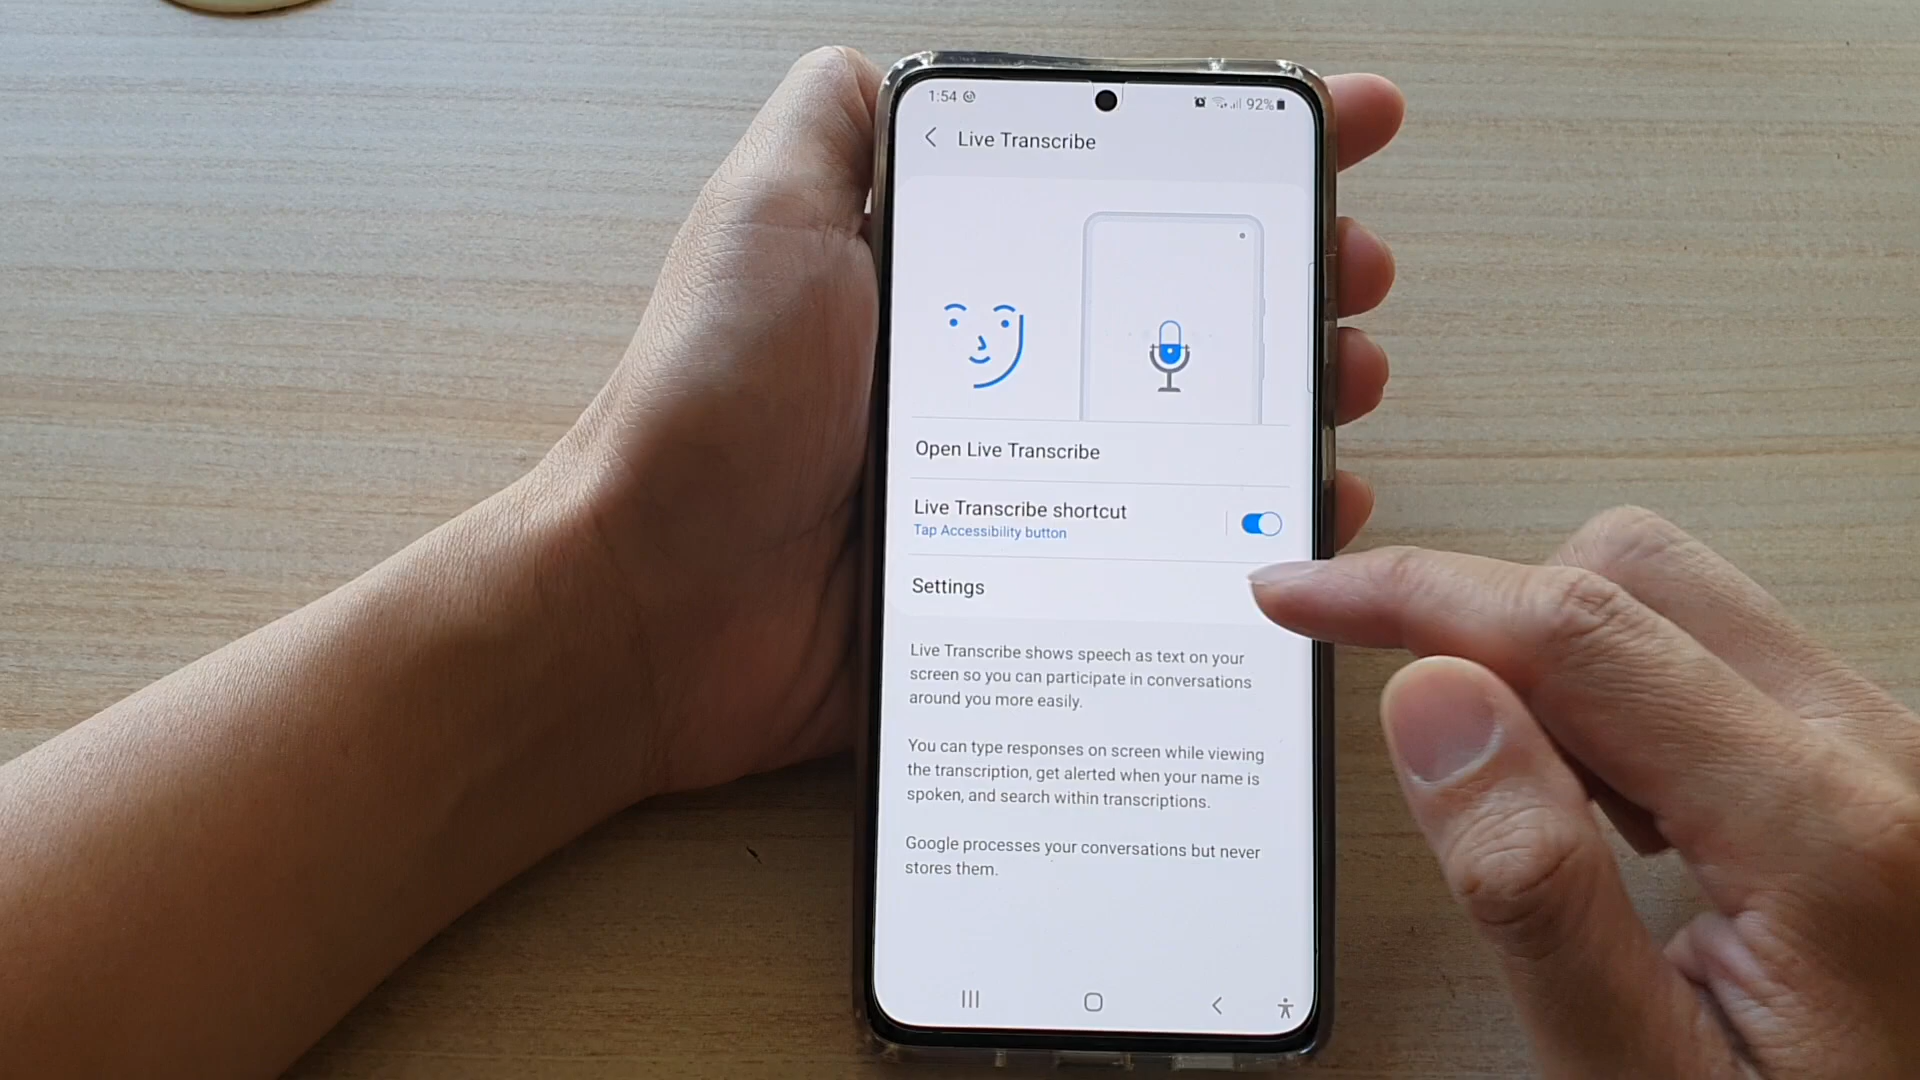 1:54
92%
Live Transcribe
Open Live Transcribe
Live Transcribe shortcut
Tap Accessibility button
Settings
Live Transcribe shows speech as text on your
screen so you can participate in conversations
around you more easily.
You can type responses on screen while viewing
the transcription, get alerted when your name is
spoken, and search within transcriptions.
Google processes your conversations but never
stores them.